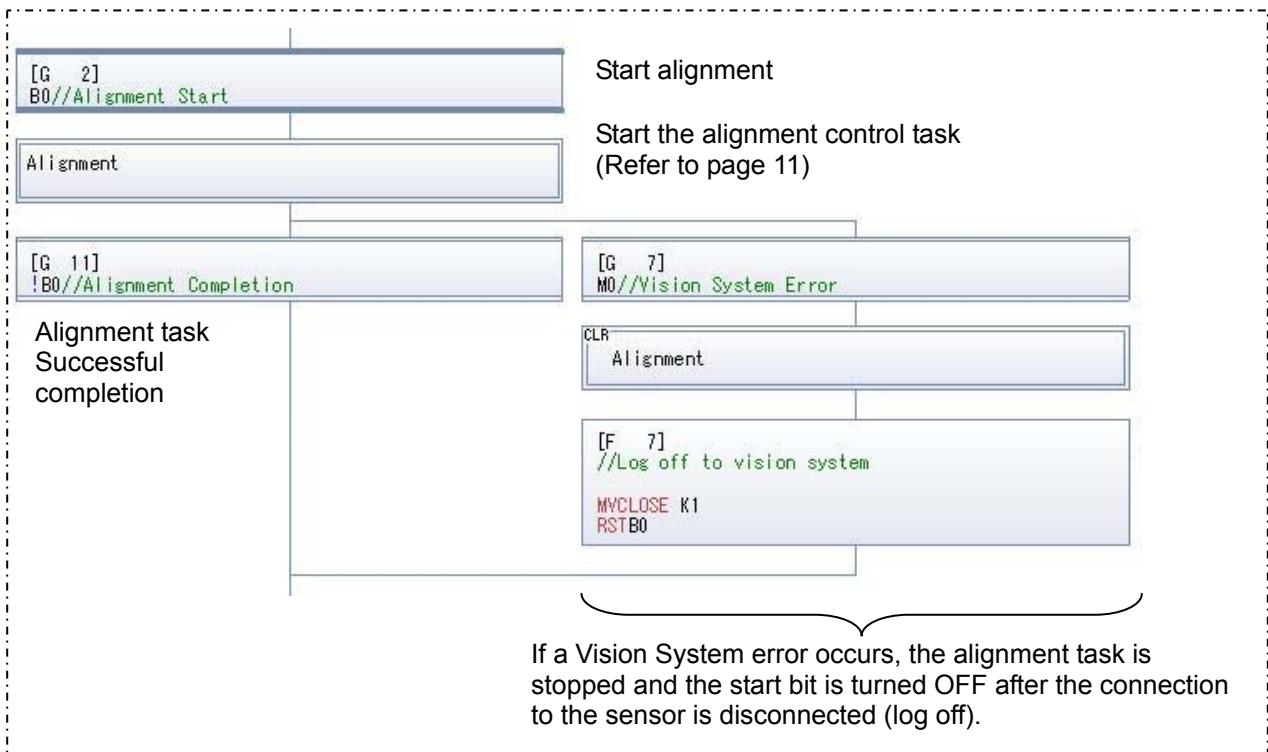 [G 2]
B0//Alignment Start
Start alignment
Alignment
Start the alignment control task
(Refer to page 11)
[G 11]
!B0//Alignment Completion
Alignment task
Successful
completion
[G 7]
M0//Vision System Error
CLR
Alignment
[F 7]
//Log off to vision system
MVCLOSE K1
RSTB0
If a Vision System error occurs, the alignment task is
stopped and the start bit is turned OFF after the connection
to the sensor is disconnected (log off).